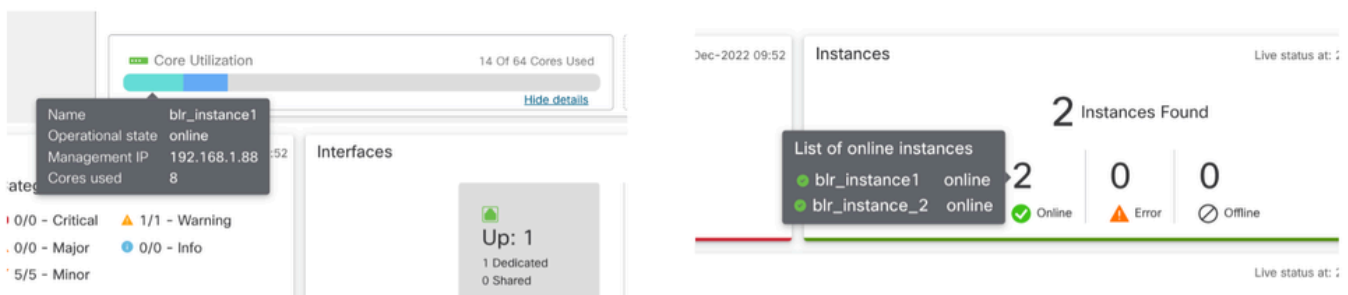 Core Utilization 14 Of 64 Cores Used
Hide details
Name blr_instance1
Operational state online
Management IP 192.168.1.88
Cores used 8
:52
Interfaces
0/0 - Critical 1/1 - Warning
0/0 - Major 0/0 - Info
5/5 - Minor
Up: 1
1 Dedicated
0 Shared
Dec-2022 09:52
Instances Live status at: 2
2 Instances Found
List of online instances
blr_instance1 online
blr_instance_2 online
2 0 0
Online Error Offline
Live status at: 2